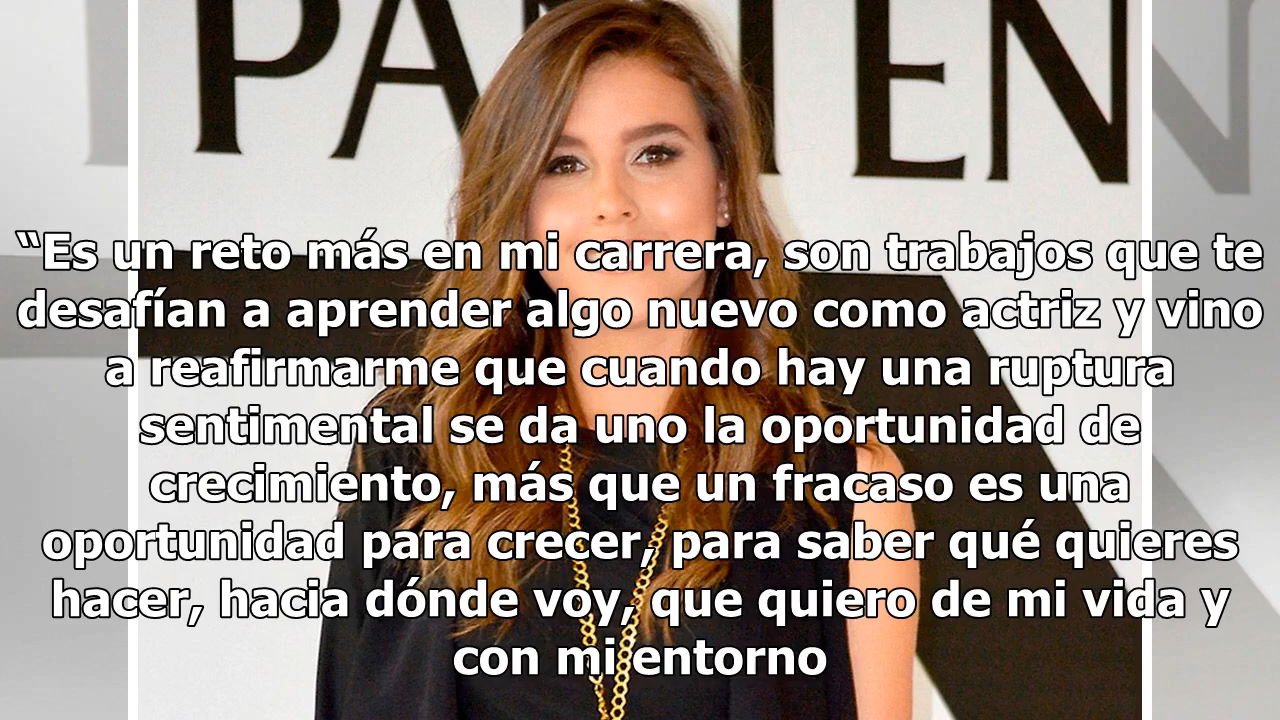 PANTEN
“Es un reto más en mi carrera, son trabajos que te
desafían a aprender algo nuevo como actriz y vino
a reafirmarme que cuando hay una ruptura
sentimental se da uno la oportunidad de
crecimiento, más que un fracaso es una
oportunidad para crecer, para saber qué quieres
hacer, hacia dónde voy, que quiero de mi vida y
con mi entorno